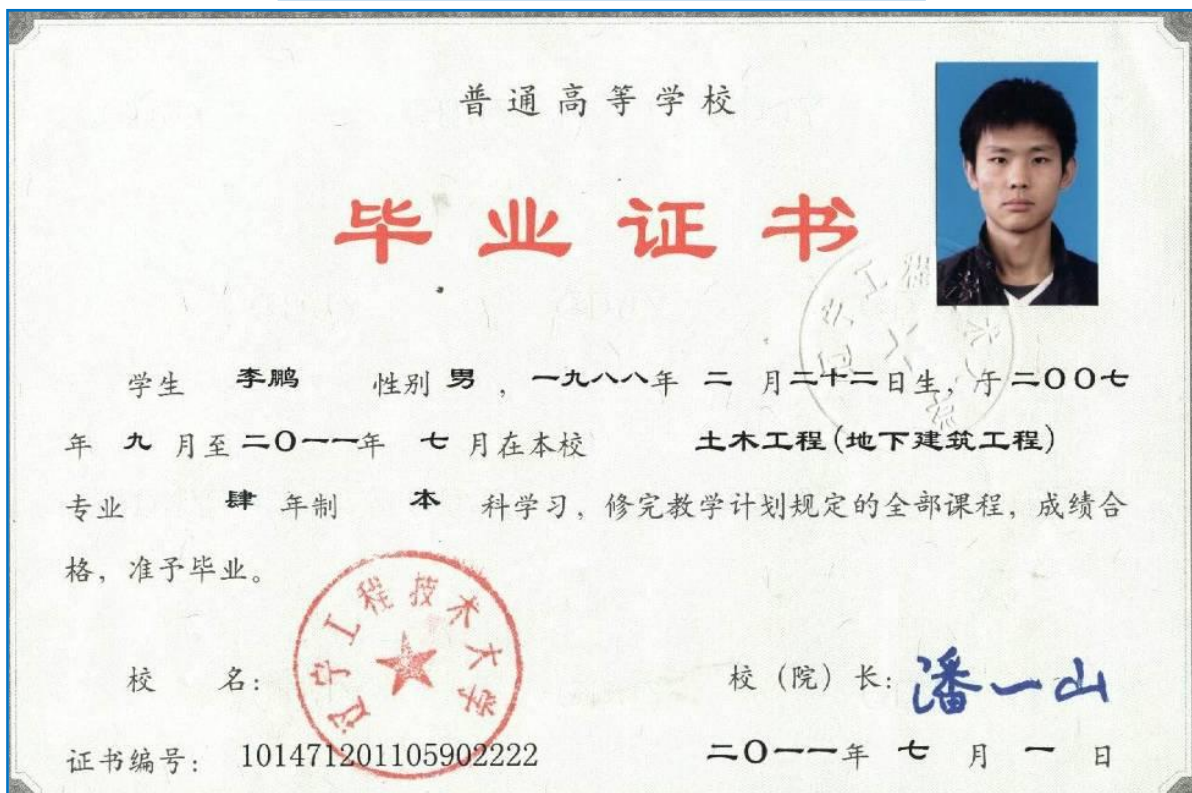 普通高等学校
毕业证书
学生 李鹏 性别 男 , 一九八八年 二 月二十二日生, 于 二〇〇七
年 九 月至 二〇一一年 七 月在本校 土木工程(地下建筑工程)
专业 肆 年制 本 科学习, 修完教学计划规定的全部课程, 成绩合
格, 准予毕业。
辽宁工程技术大学
校 名: 校 (院) 长: 潘一山
证书编号: 101471201105902222 二〇一一年 七 月 一 日